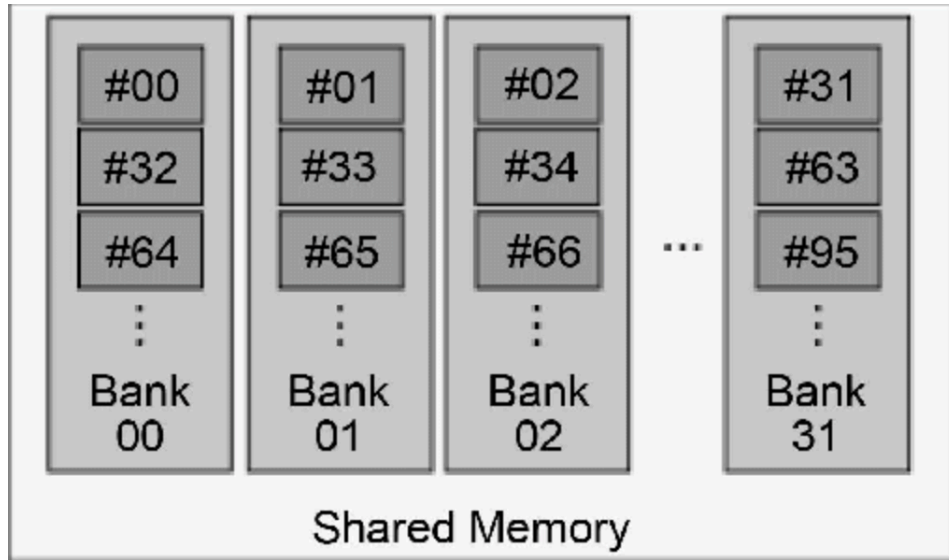 #00 #01 #02 #31
#32 #33 #34 #63
#64 #65 #66 ... #95
Bank Bank Bank Bank
00 01 02 31
Shared Memory